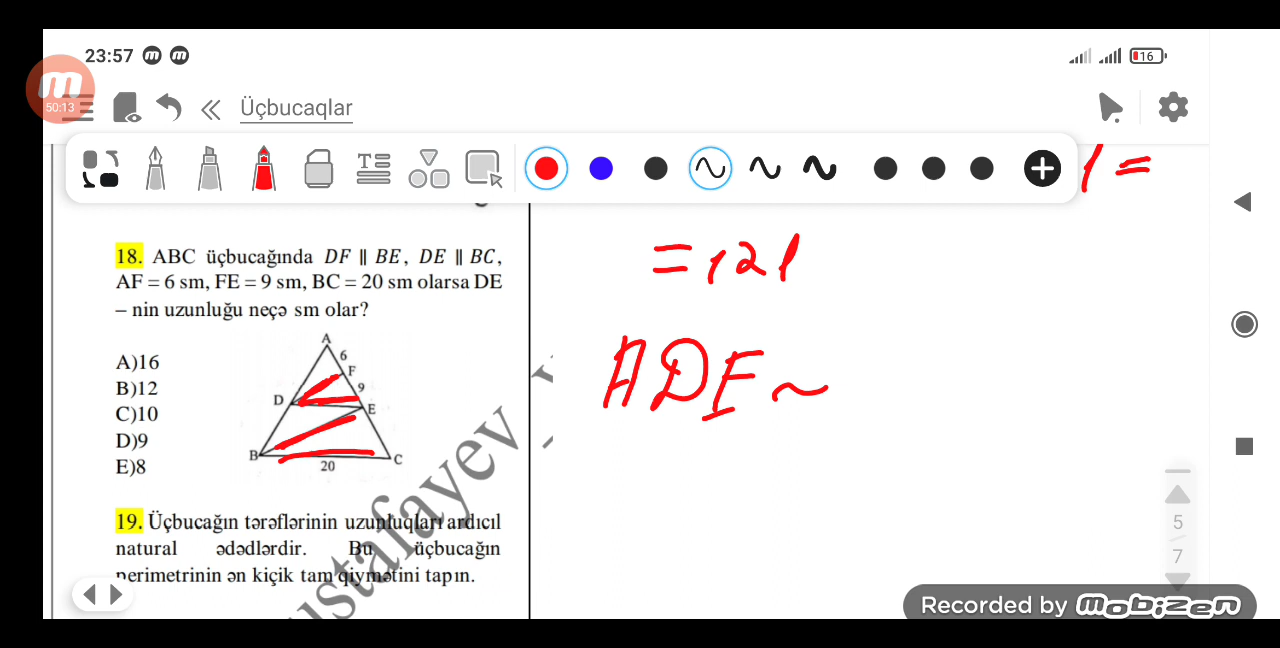 23:57
16
50:13
Üçbucaqlar
T
1 =
18. ABC üçbucağında DF || BE, DE || BC,
AF = 6 sm, FE = 9 sm, BC = 20 sm olarsa DE
– nin uzunluğu neçə sm olar?
A)16
B)12
C)10
D)9
E)8
A
6
F
9
D
E
B
C
20
= 121
ADE ~
19. Üçbucağın tərəflərinin uzunluqları ardıcıl
natural ədədlərdir. Bu üçbucağın
perimetrinin ən kiçik tam qiymətini tapın.
5
7
Recorded by mobizen